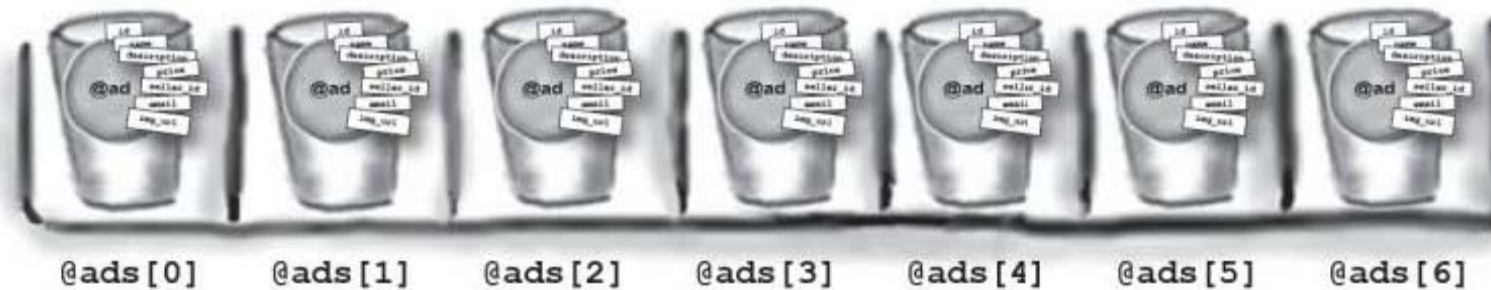 id id id id id id id
name name name name name name name
description description description description description description description
price price price price price price price
@ad @ad @ad @ad @ad @ad @ad
seller_id seller_id seller_id seller_id seller_id seller_id seller_id
email email email email email email email
img_url img_url img_url img_url img_url img_url img_url
@ads[0] @ads[1] @ads[2] @ads[3] @ads[4] @ads[5] @ads[6]